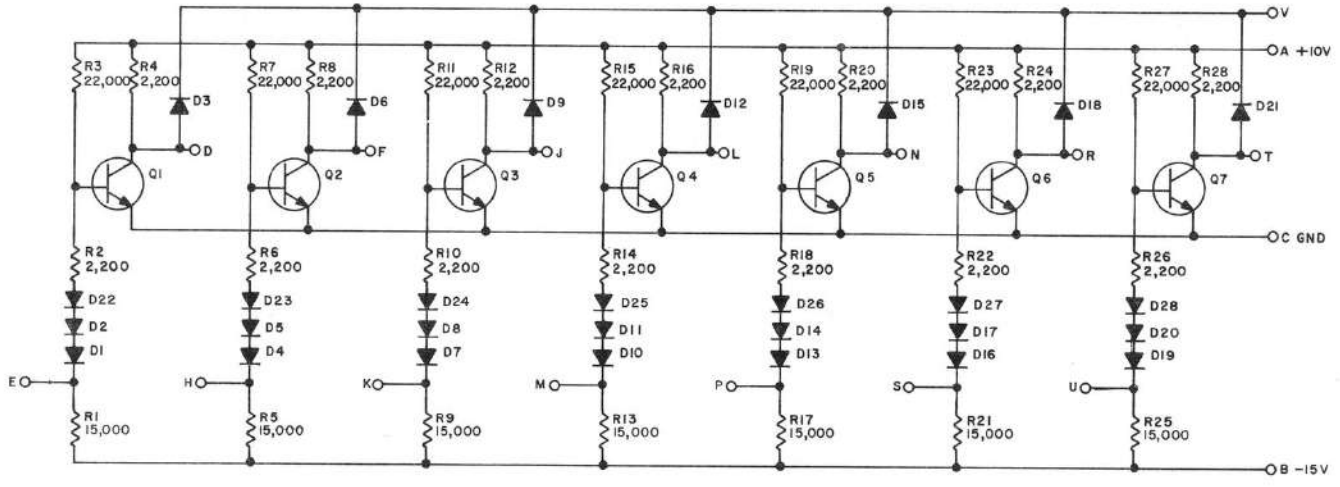 V
A +10V
R3
22,000
R4
2,200
D3
R7
22,000
R8
2,200
D6
R11
22,000
R12
2,200
D9
R15
22,000
R16
2,200
D12
R19
22,000
R20
2,200
D15
R23
22,000
R24
2,200
D18
R27
22,000
R28
2,200
D21
D
F
J
L
N
R
T
Q1
Q2
Q3
Q4
Q5
Q6
Q7
C GND
R2
2,200
R6
2,200
R10
2,200
R14
2,200
R18
2,200
R22
2,200
R26
2,200
D22
D23
D24
D25
D26
D27
D28
D2
D5
D8
D11
D14
D17
D20
D1
D4
D7
D10
D13
D16
D19
E
H
K
M
P
S
U
R1
15,000
R5
15,000
R9
15,000
R13
15,000
R17
15,000
R21
15,000
R25
15,000
B -15V